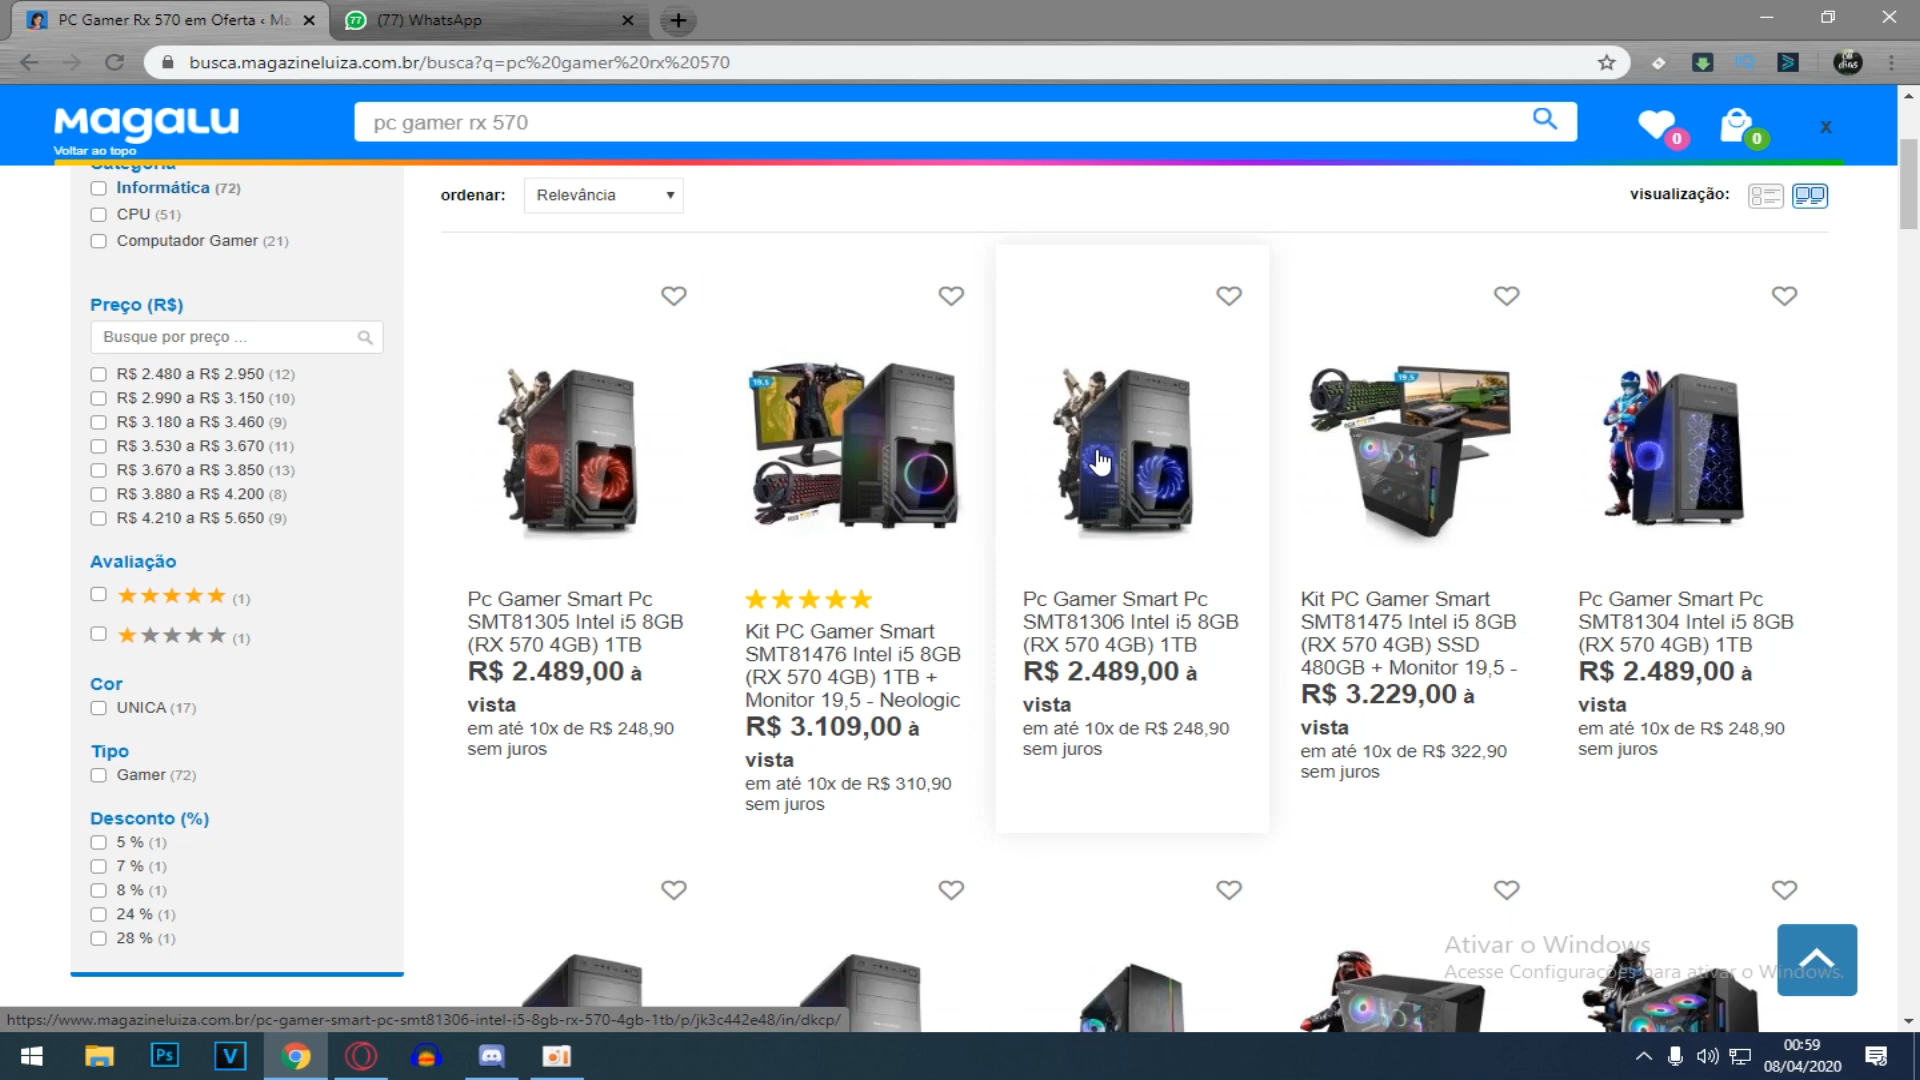 PC Gamer Rx 570 em Oferta ‹ Ma
77
(77) WhatsApp
busca.magazineluiza.com.br/busca?q=pc%20gamer%20rx%20570
MagaLu
Voltar ao topo
pc gamer rx 570
0
0
x
Categoria
Informática (72)
CPU (51)
Computador Gamer (21)
Preço (R$)
Busque por preço ...
R$ 2.480 a R$ 2.950 (12)
R$ 2.990 a R$ 3.150 (10)
R$ 3.180 a R$ 3.460 (9)
R$ 3.530 a R$ 3.670 (11)
R$ 3.670 a R$ 3.850 (13)
R$ 3.880 a R$ 4.200 (8)
R$ 4.210 a R$ 5.650 (9)
Avaliação
(1)
(1)
Cor
UNICA (17)
Tipo
Gamer (72)
Desconto (%)
5 % (1)
7 % (1)
8 % (1)
24 % (1)
28 % (1)
ordenar:
Relevância
visualização:
Pc Gamer Smart Pc
SMT81305 Intel i5 8GB
(RX 570 4GB) 1TB
R$ 2.489,00 à
vista
em até 10x de R$ 248,90
sem juros
19.5
Kit PC Gamer Smart
SMT81476 Intel i5 8GB
(RX 570 4GB) 1TB +
Monitor 19,5 - Neologic
R$ 3.109,00 à
vista
em até 10x de R$ 310,90
sem juros
Pc Gamer Smart Pc
SMT81306 Intel i5 8GB
(RX 570 4GB) 1TB
R$ 2.489,00 à
vista
em até 10x de R$ 248,90
sem juros
19.5
Kit PC Gamer Smart
SMT81475 Intel i5 8GB
(RX 570 4GB) SSD
480GB + Monitor 19,5 -
R$ 3.229,00 à
vista
em até 10x de R$ 322,90
sem juros
Pc Gamer Smart Pc
SMT81304 Intel i5 8GB
(RX 570 4GB) 1TB
R$ 2.489,00 à
vista
em até 10x de R$ 248,90
sem juros
Ativar o Windows
Acesse Configurações para ativar o Windows.
https://www.magazineluiza.com.br/pc-gamer-smart-pc-smt81306-intel-i5-8gb-rx-570-4gb-1tb/p/jk3c442e48/in/dkcp/
Ps
V
00:59
08/04/2020